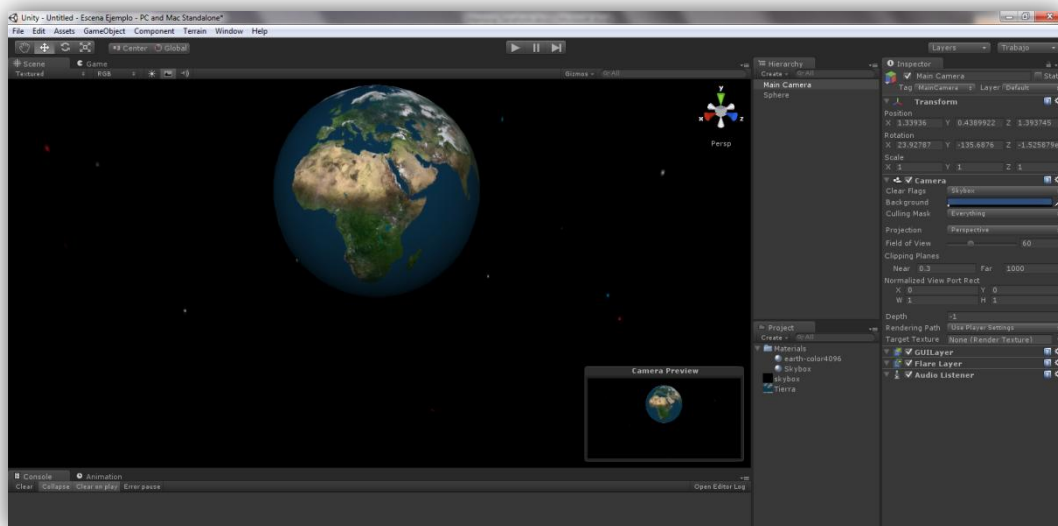 Unity - Untitled - Escena Ejemplo - PC and Mac Standalone*
File Edit Assets GameObject Component Terrain Window Help
Center Global
Layers Trabajo
Scene Game
Textured RGB
Gizmos All
y
x z
Persp
Camera Preview
Hierarchy
Create All
Main Camera
Sphere
Project
Create All
Materials
earth-color4096
Skybox
skybox
Tierra
Inspector
Main Camera Stat
Tag MainCamera Layer Default
Transform
Position
X 1.33936 Y 0.4389922 Z 1.393745
Rotation
X 23.92787 Y -135.6876 Z -1.525879e
Scale
X 1 Y 1 Z 1
Camera
Clear Flags Skybox
Background
Culling Mask Everything
Projection Perspective
Field of View 60
Clipping Planes
Near 0.3 Far 1000
Normalized View Port Rect
X 0 Y 0
W 1 H 1
Depth -1
Rendering Path Use Player Settings
Target Texture None (Render Texture)
GUILayer
Flare Layer
Audio Listener
Console Animation
Clear Collapse Clear on play Error pause
Open Editor Log